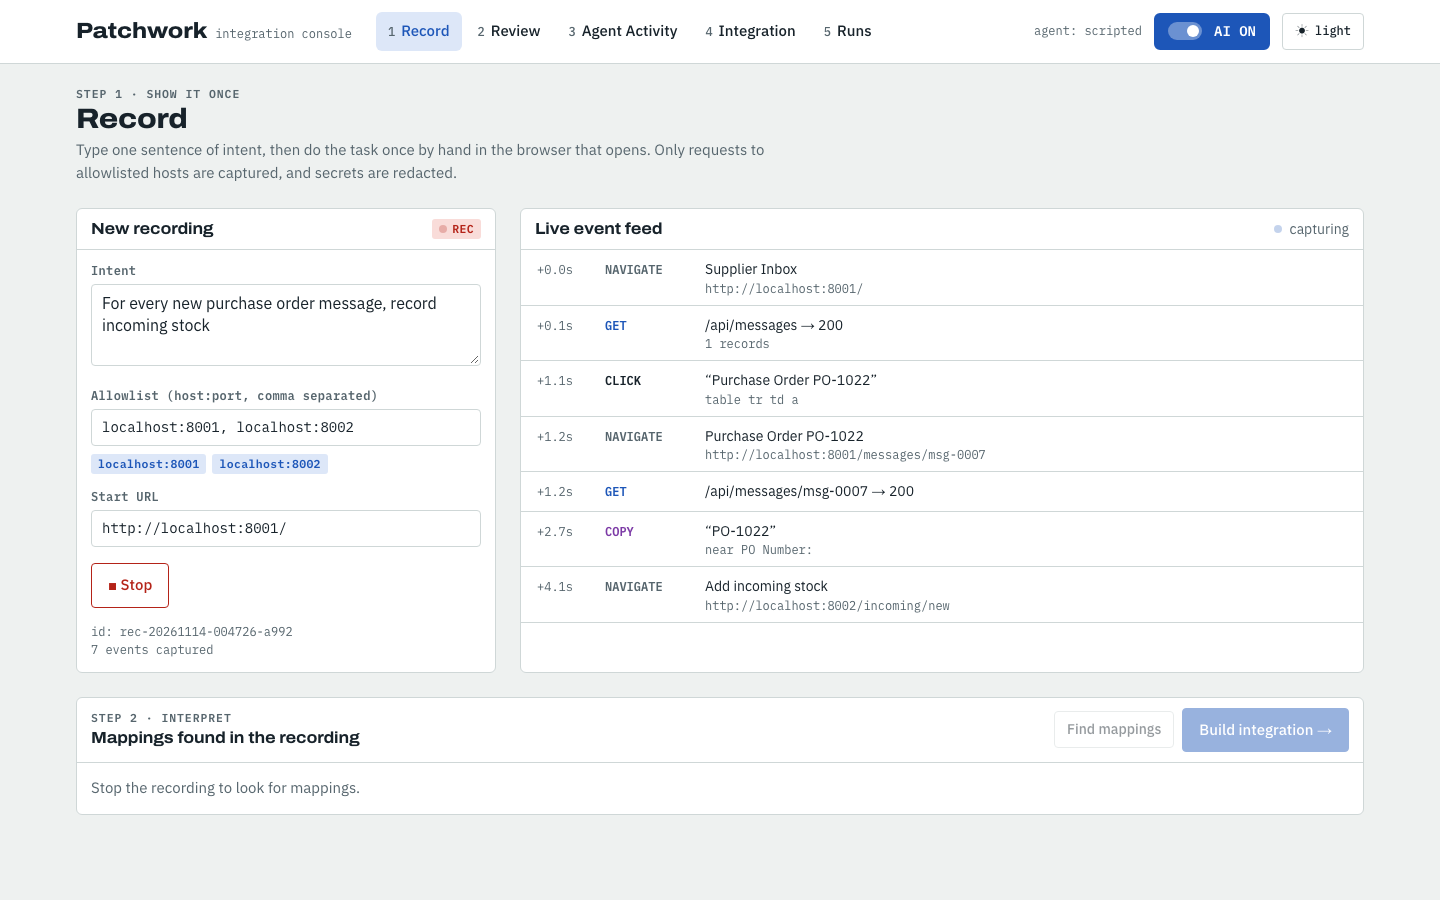 Patchwork integration console
1 Record
2 Review
3 Agent Activity
4 Integration
5 Runs
agent: scripted
AI ON
☀ light
STEP 1 · SHOW IT ONCE
Record
Type one sentence of intent, then do the task once by hand in the browser that opens. Only requests to
allowlisted hosts are captured, and secrets are redacted.
New recording
REC
Intent
For every new purchase order message, record
incoming stock
Allowlist (host:port, comma separated)
localhost:8001, localhost:8002
localhost:8001 localhost:8002
Start URL
http://localhost:8001/
■ Stop
id: rec-20261114-004726-a992
7 events captured
Live event feed
capturing
+0.0s NAVIGATE Supplier Inbox
http://localhost:8001/
+0.1s GET /api/messages → 200
1 records
+1.1s CLICK “Purchase Order PO-1022”
table tr td a
+1.2s NAVIGATE Purchase Order PO-1022
http://localhost:8001/messages/msg-0007
+1.2s GET /api/messages/msg-0007 → 200
+2.7s COPY “PO-1022”
near PO Number:
+4.1s NAVIGATE Add incoming stock
http://localhost:8002/incoming/new
STEP 2 · INTERPRET
Mappings found in the recording
Find mappings
Build integration →
Stop the recording to look for mappings.